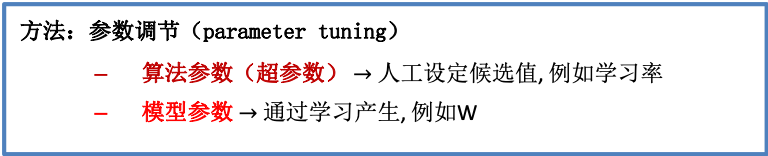 方法：参数调节（parameter tuning）
– 算法参数（超参数）→ 人工设定候选值, 例如学习率
– 模型参数 → 通过学习产生, 例如W